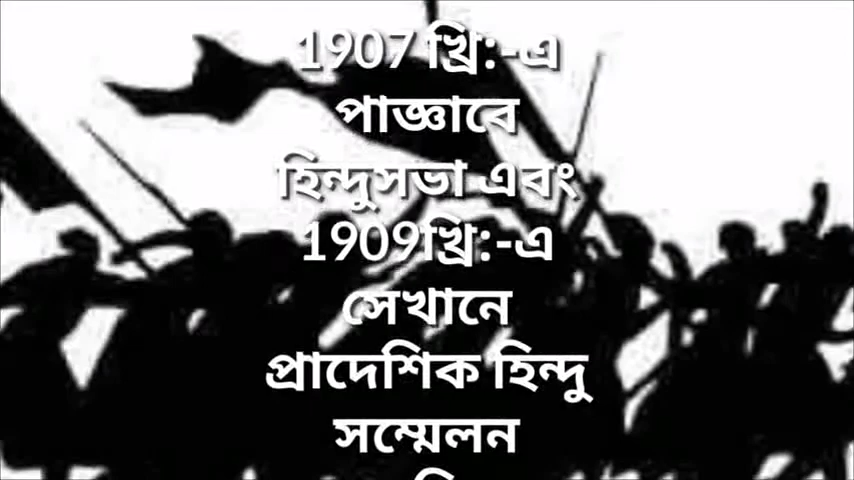 1907 খ্রি:-এ
পাজ্ঞাবে
হিন্দুসভা এবং
1909খ্রি:-এ
সেখানে
প্রাদেশিক হিন্দু
সম্মেলন